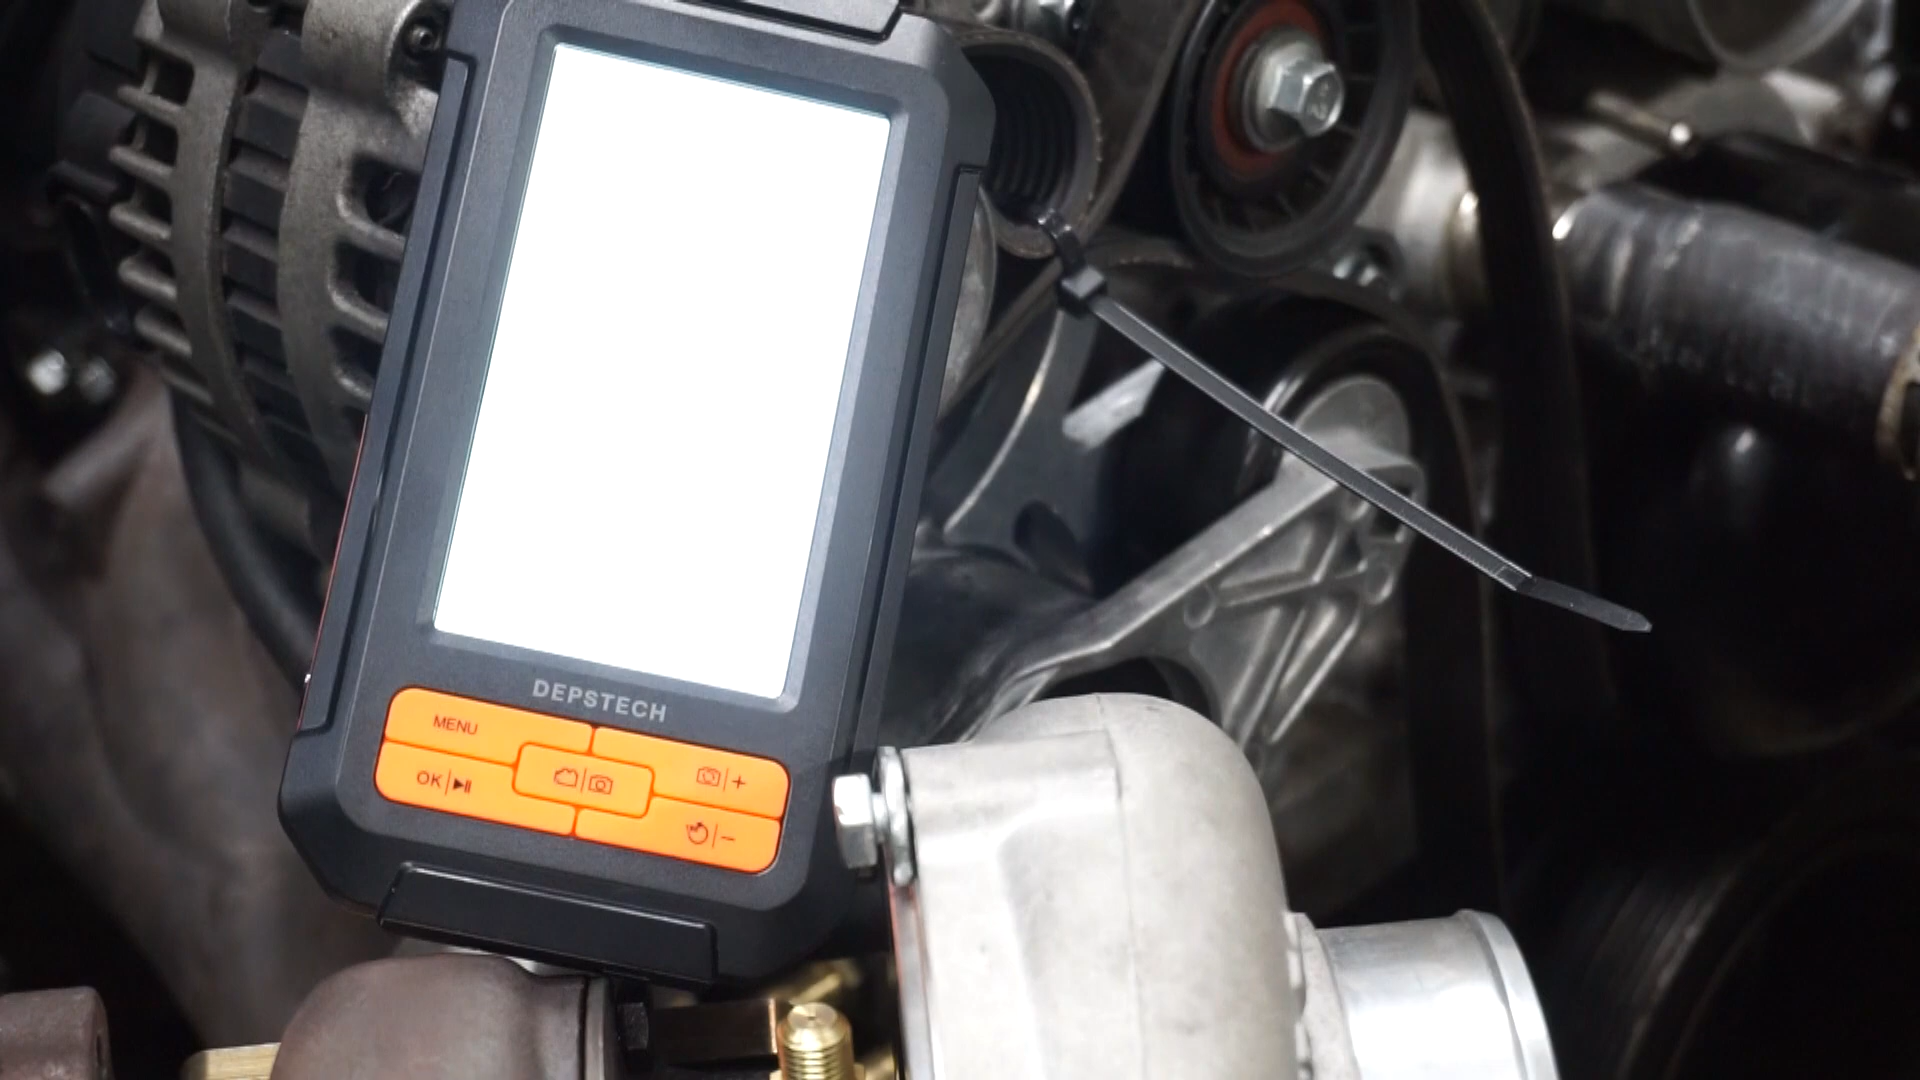 DEPSTECH
MENU
OK|
+
-